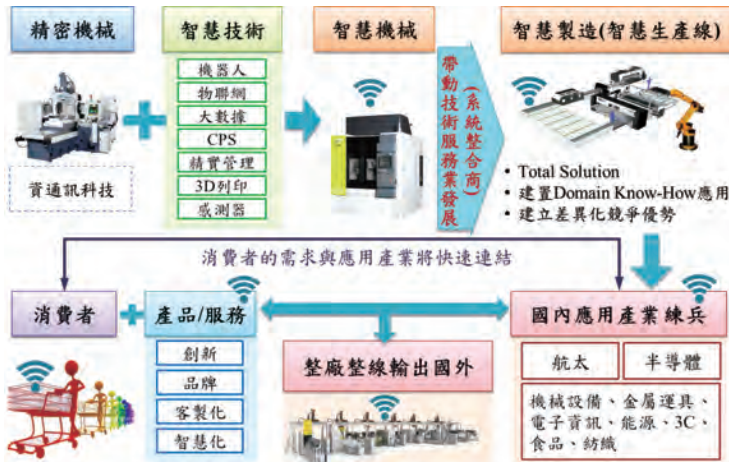 精密機械
智慧技術
智慧機械
智慧製造(智慧生產線)
機器人
物聯網
大數據
CPS
精實管理
3D列印
感測器
資通訊科技
帶動技術服務業發展
(系統整合商)
• Total Solution
• 建置Domain Know-How應用
• 建立差異化競爭優勢
消費者的需求與應用產業將快速連結
消費者
產品/服務
創新
品牌
客製化
智慧化
整廠整線輸出國外
國內應用產業練兵
航太
半導體
機械設備、金屬運具、
電子資訊、能源、3C、
食品、紡織